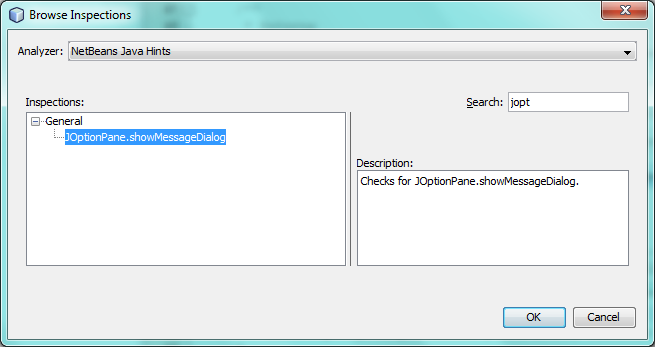 Browse Inspections
Analyzer: NetBeans Java Hints
Inspections:
Search: jopt
General
JOptionPane.showMessageDialog
Description:
Checks for JOptionPane.showMessageDialog.
OK Cancel